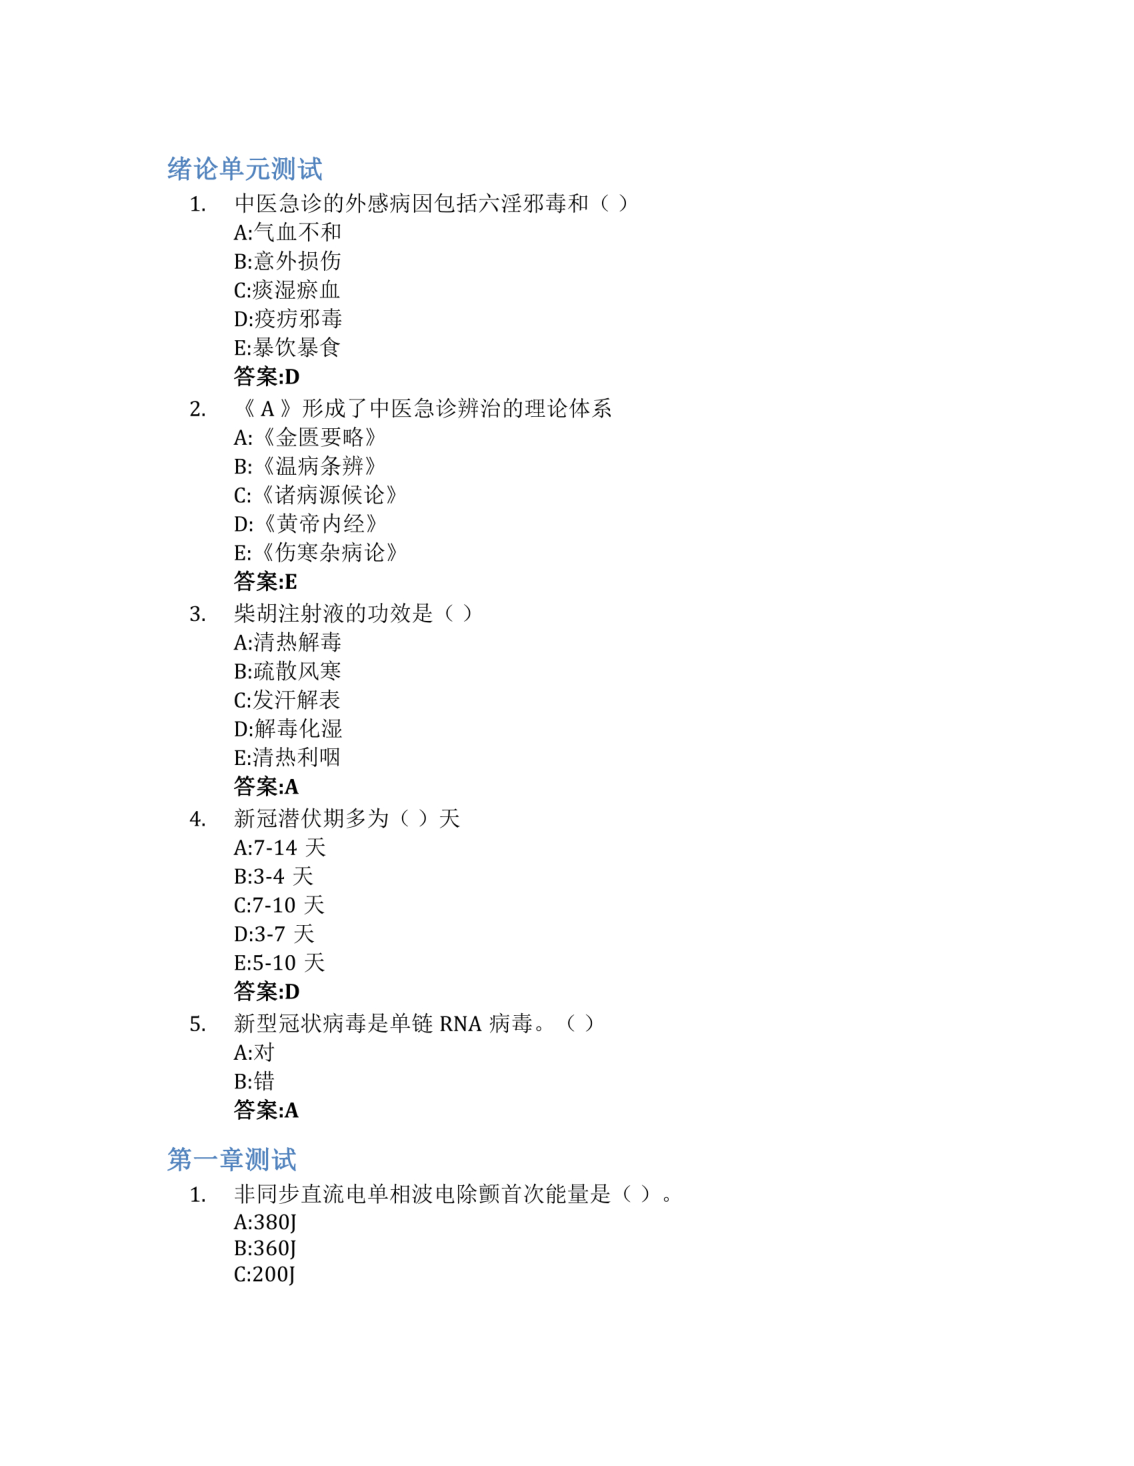 绪论单元测试
1. 中医急诊的外感病因包括六淫邪毒和（ ）
A:气血不和
B:意外损伤
C:痰湿瘀血
D:疫疠邪毒
E:暴饮暴食
答案:D
2. 《 A 》形成了中医急诊辨治的理论体系
A:《金匮要略》
B:《温病条辨》
C:《诸病源候论》
D:《黄帝内经》
E:《伤寒杂病论》
答案:E
3. 柴胡注射液的功效是（ ）
A:清热解毒
B:疏散风寒
C:发汗解表
D:解毒化湿
E:清热利咽
答案:A
4. 新冠潜伏期多为（ ）天
A:7-14 天
B:3-4 天
C:7-10 天
D:3-7 天
E:5-10 天
答案:D
5. 新型冠状病毒是单链 RNA 病毒。（ ）
A:对
B:错
答案:A
第一章测试
1. 非同步直流电单相波电除颤首次能量是（ ）。
A:380J
B:360J
C:200J